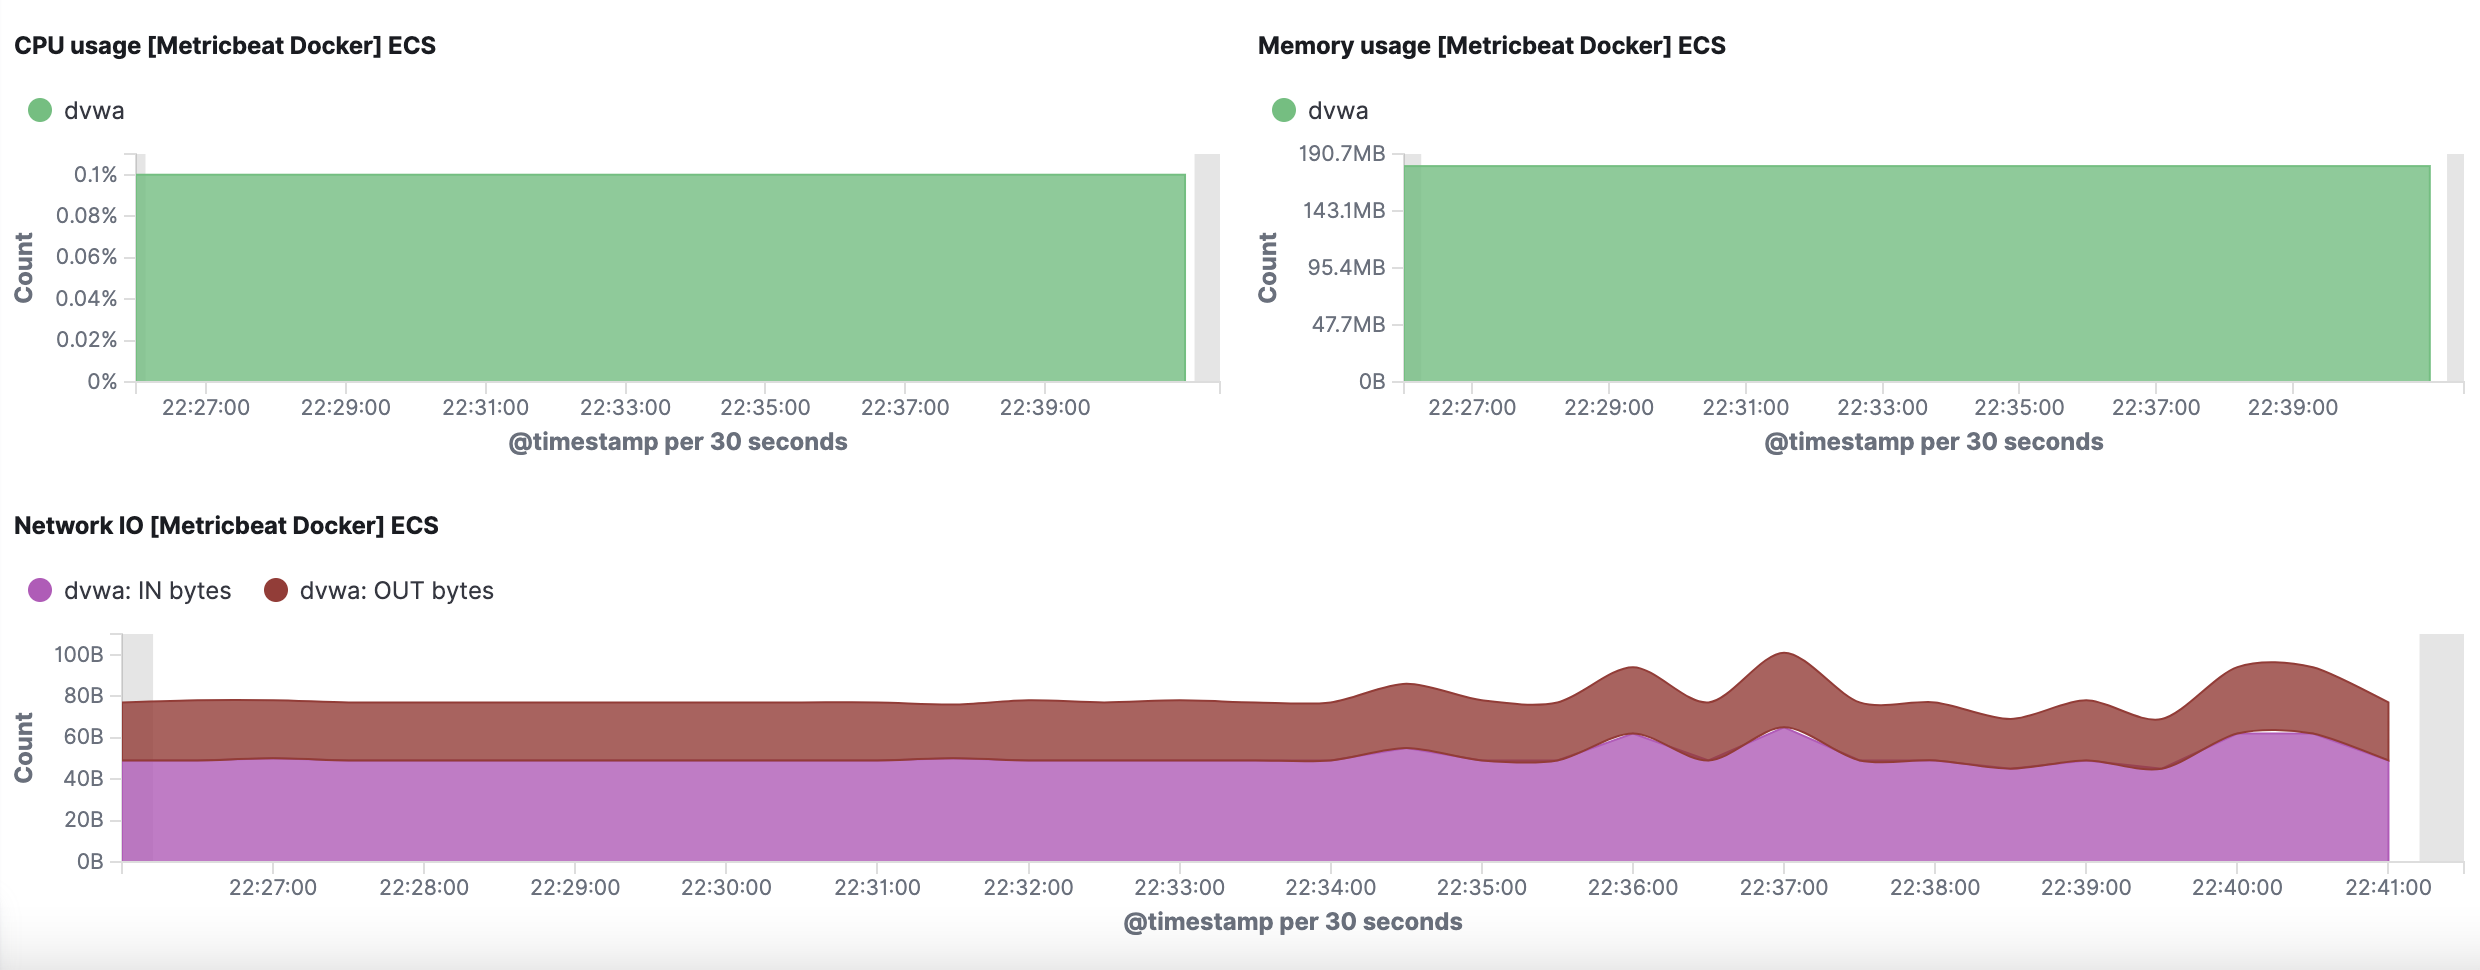 CPU usage [Metricbeat Docker] ECS
dvwa
0.1%
0.08%
0.06%
0.04%
0.02%
0%
Count
22:27:00 22:29:00 22:31:00 22:33:00 22:35:00 22:37:00 22:39:00
@timestamp per 30 seconds
Memory usage [Metricbeat Docker] ECS
dvwa
190.7MB
143.1MB
95.4MB
47.7MB
0B
Count
22:27:00 22:29:00 22:31:00 22:33:00 22:35:00 22:37:00 22:39:00
@timestamp per 30 seconds
Network IO [Metricbeat Docker] ECS
dvwa: IN bytes dvwa: OUT bytes
100B
80B
60B
40B
20B
0B
Count
22:27:00 22:28:00 22:29:00 22:30:00 22:31:00 22:32:00 22:33:00 22:34:00 22:35:00 22:36:00 22:37:00 22:38:00 22:39:00 22:40:00 22:41:00
@timestamp per 30 seconds